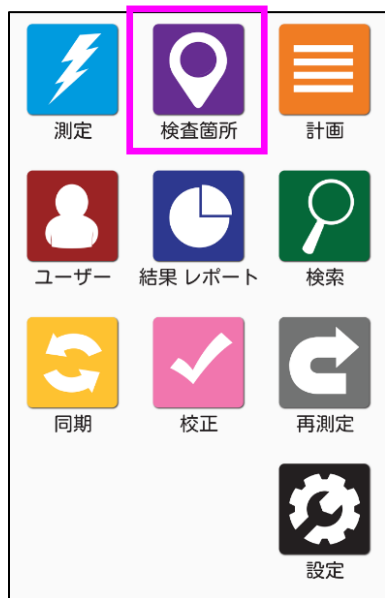 測定 検査箇所 計画
ユーザー 結果 レポート 検索
同期 校正 再測定
設定